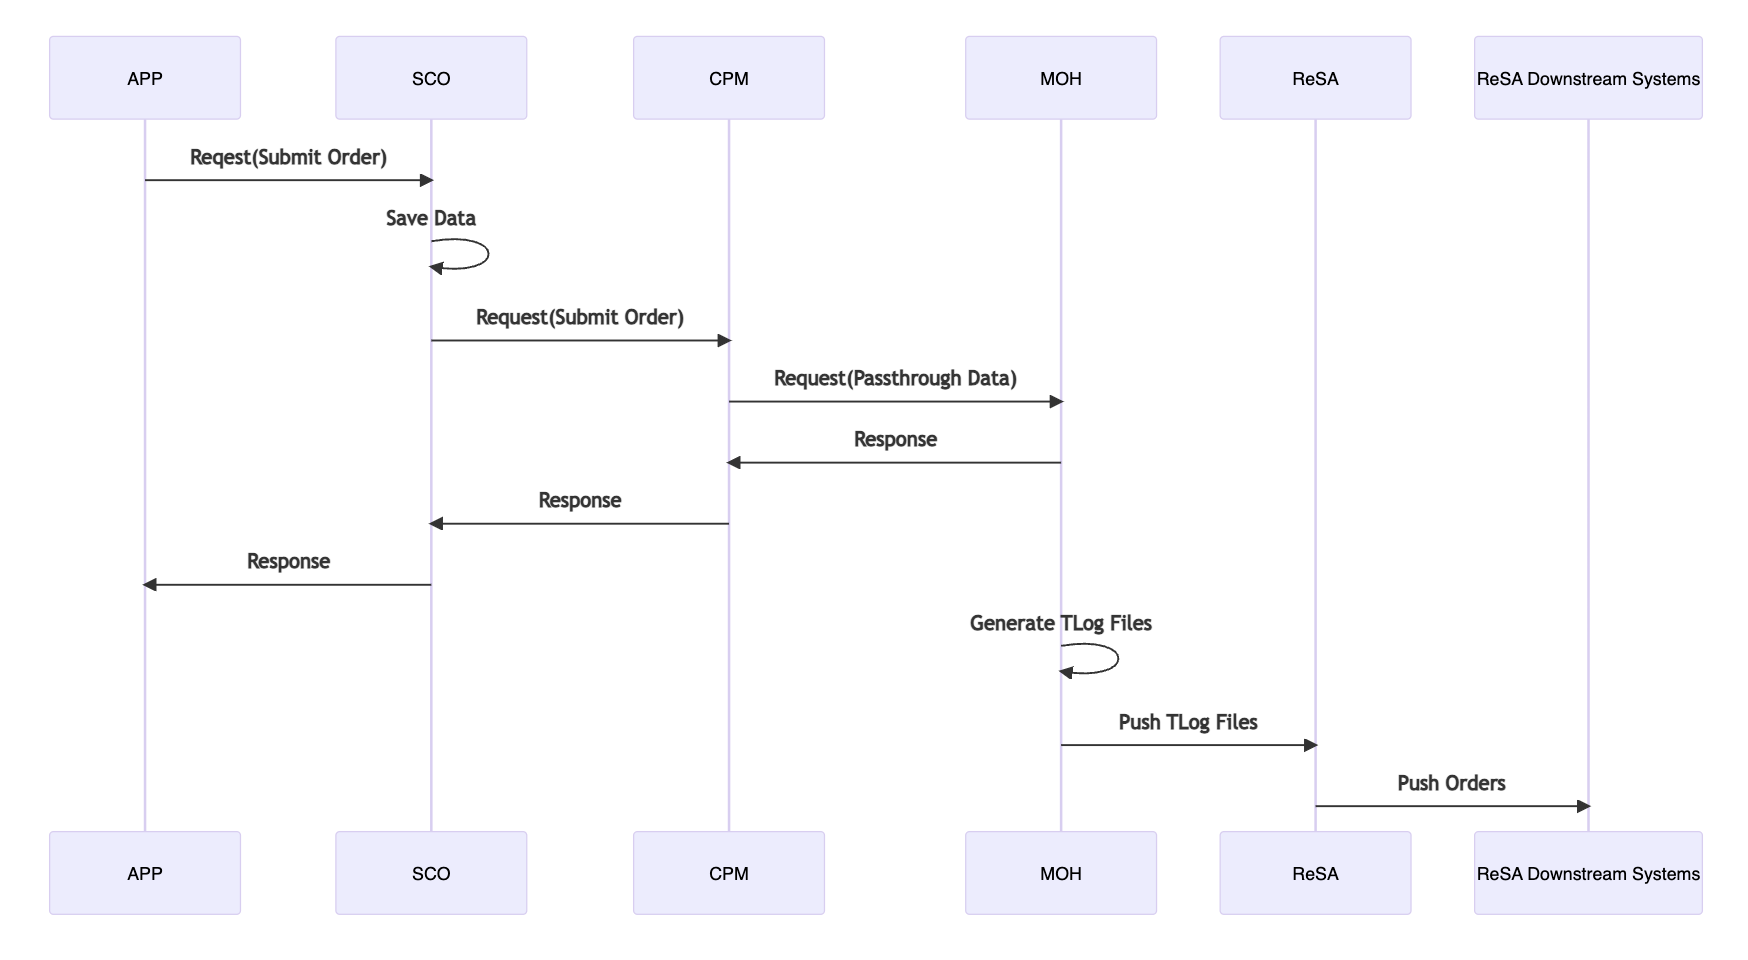 APP
SCO
CPM
MOH
ReSA
ReSA Downstream Systems
Reqest(Submit Order)
Save Data
Request(Submit Order)
Request(Passthrough Data)
Response
Response
Response
Generate TLog Files
Push TLog Files
Push Orders
APP
SCO
CPM
MOH
ReSA
ReSA Downstream Systems